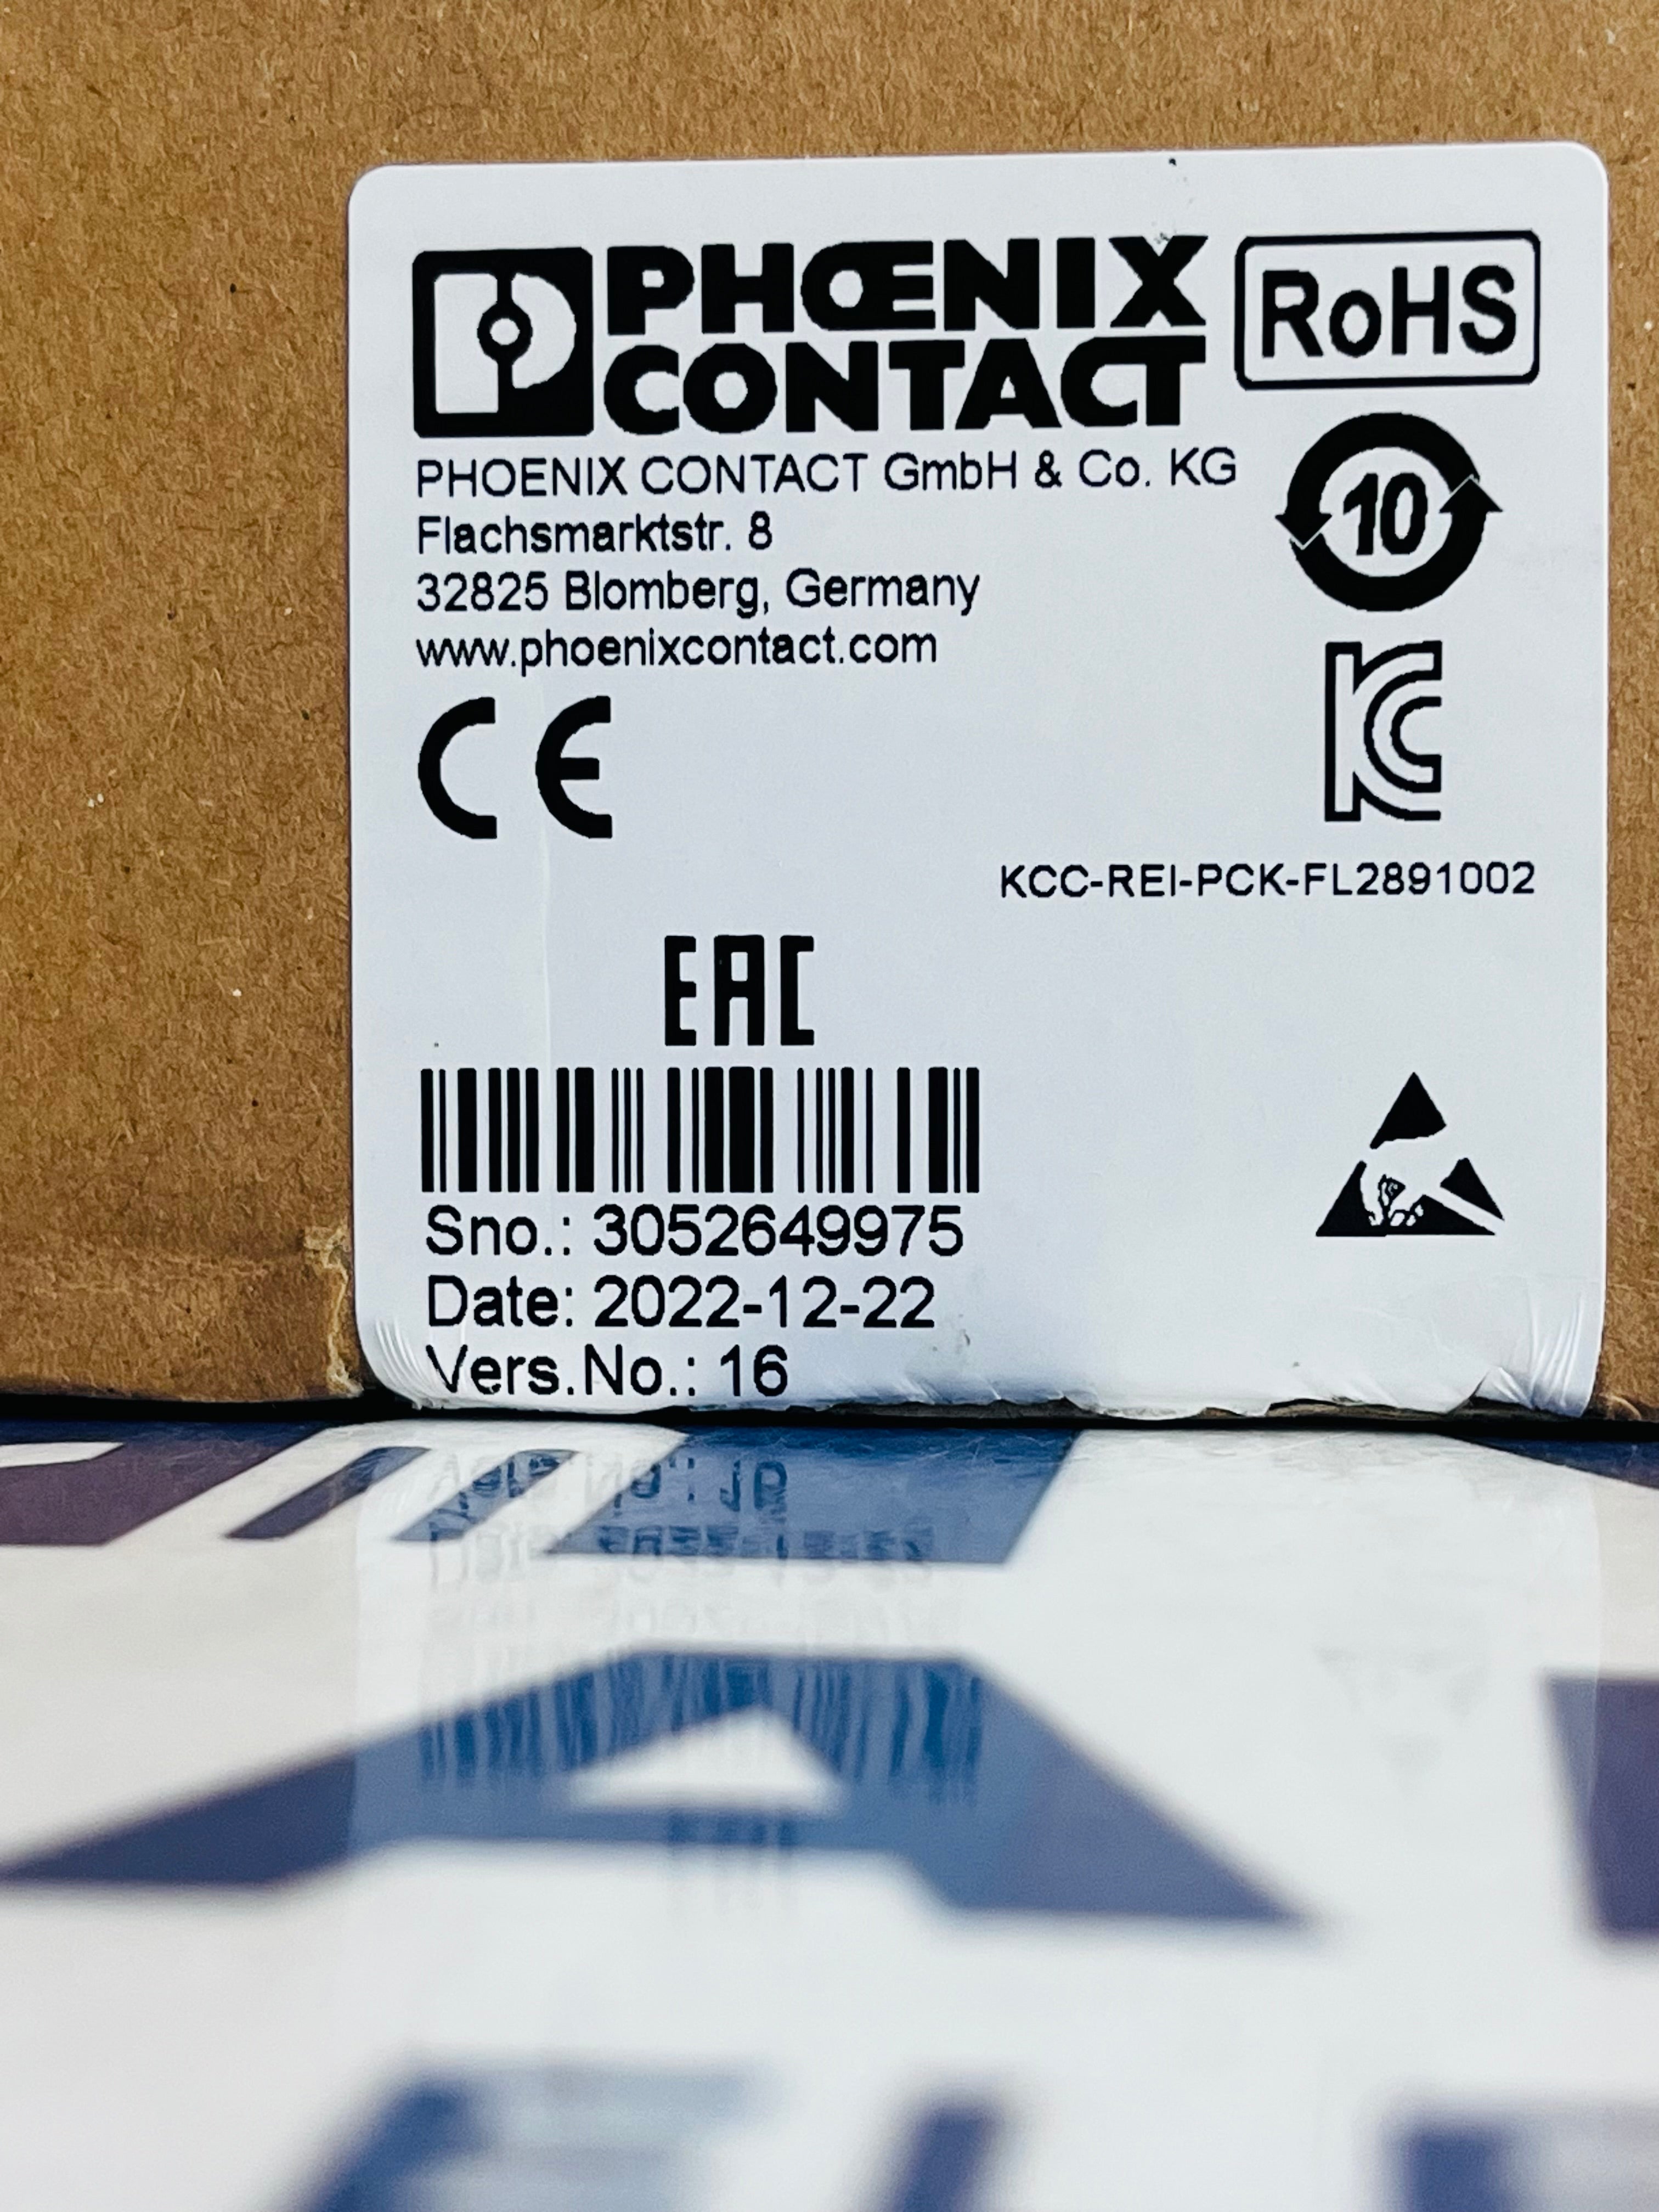 PHŒNIX
CONTACT
RoHS
PHOENIX CONTACT GmbH & Co. KG
Flachsmarktstr. 8
32825 Blomberg, Germany
www.phoenixcontact.com
10
CE
KC
KCC-REI-PCK-FL2891002
EAC
Sno.: 3052649975
Date: 2022-12-22
Vers.No.: 16